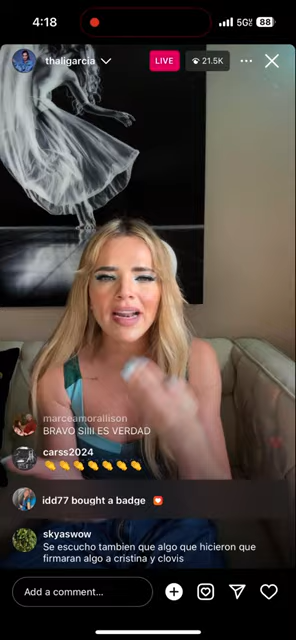 4:18
5G 88
thaligarcia
LIVE
21.5K
marceamorallison
BRAVO SIIII ES VERDAD
carss2024
idd77 bought a badge
skyaswow
Se escucho tambien que algo que hicieron que
firmaran algo a cristina y clovis
Add a comment...